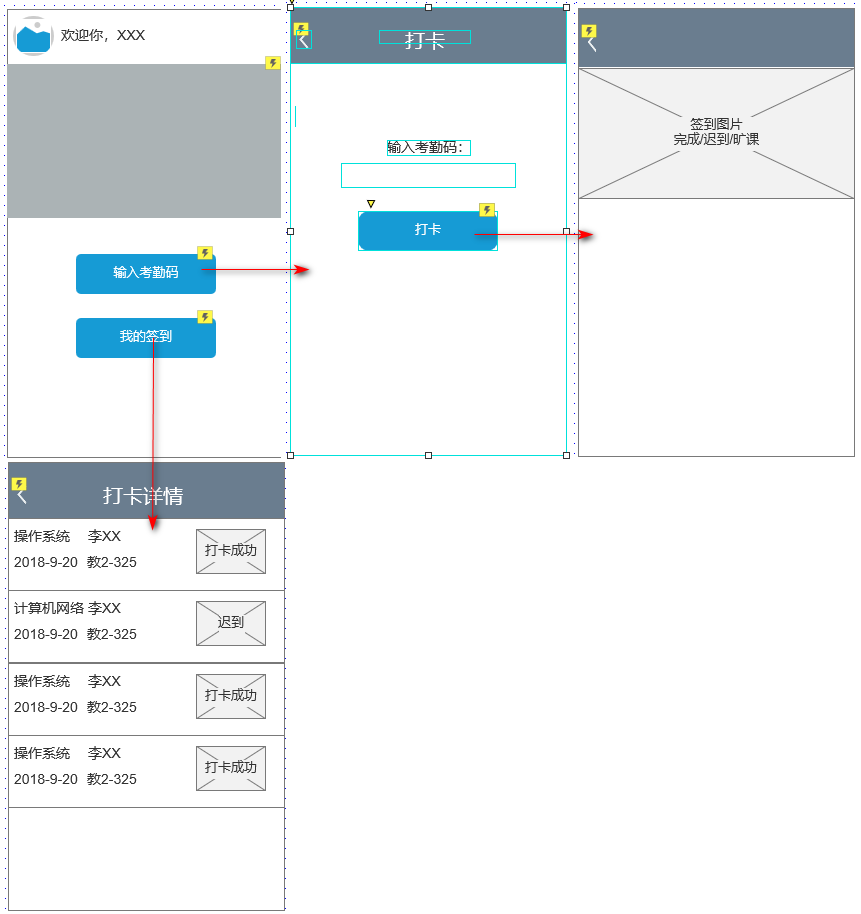 欢迎你，XXX
输入考勤码
我的签到
打卡
输入考勤码：
打卡
签到图片
完成/迟到/旷课
打卡详情
操作系统 李XX
2018-9-20 教2-325
打卡成功
计算机网络 李XX
2018-9-20 教2-325
迟到
操作系统 李XX
2018-9-20 教2-325
打卡成功
操作系统 李XX
2018-9-20 教2-325
打卡成功